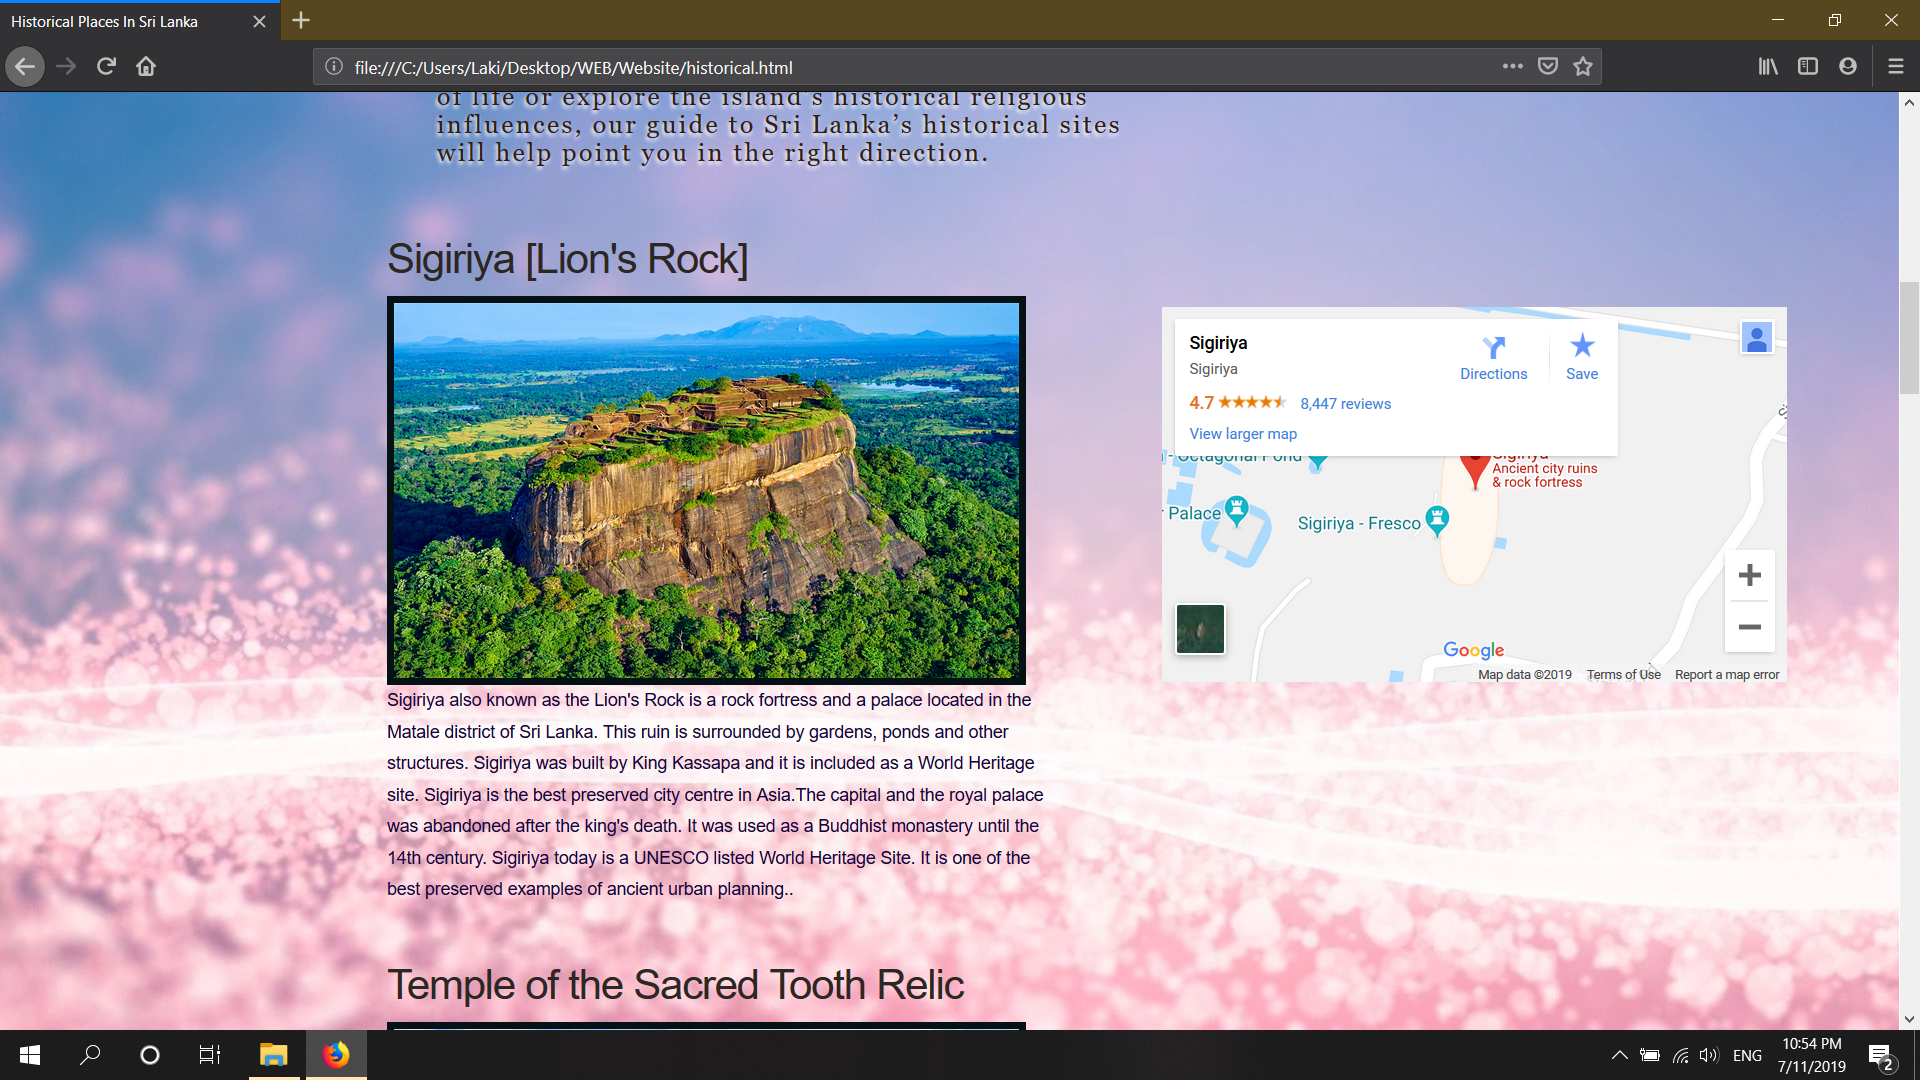 Historical Places In Sri Lanka
file:///C:/Users/Laki/Desktop/WEB/Website/historical.html
of life or explore the island's historical religious
influences, our guide to Sri Lanka’s historical sites
will help point you in the right direction.
Sigiriya [Lion's Rock]
Sigiriya
Sigiriya
Directions
Save
4.7
8,447 reviews
View larger map
- Octagonal Pond
Sigiriya
Ancient city ruins
& rock fortress
Palace
Sigiriya - Fresco
Google
Map data ©2019
Terms of Use
Report a map error
Sigiriya also known as the Lion's Rock is a rock fortress and a palace located in the
Matale district of Sri Lanka. This ruin is surrounded by gardens, ponds and other
structures. Sigiriya was built by King Kassapa and it is included as a World Heritage
site. Sigiriya is the best preserved city centre in Asia.The capital and the royal palace
was abandoned after the king's death. It was used as a Buddhist monastery until the
14th century. Sigiriya today is a UNESCO listed World Heritage Site. It is one of the
best preserved examples of ancient urban planning..
Temple of the Sacred Tooth Relic
ENG
10:54 PM
7/11/2019
2